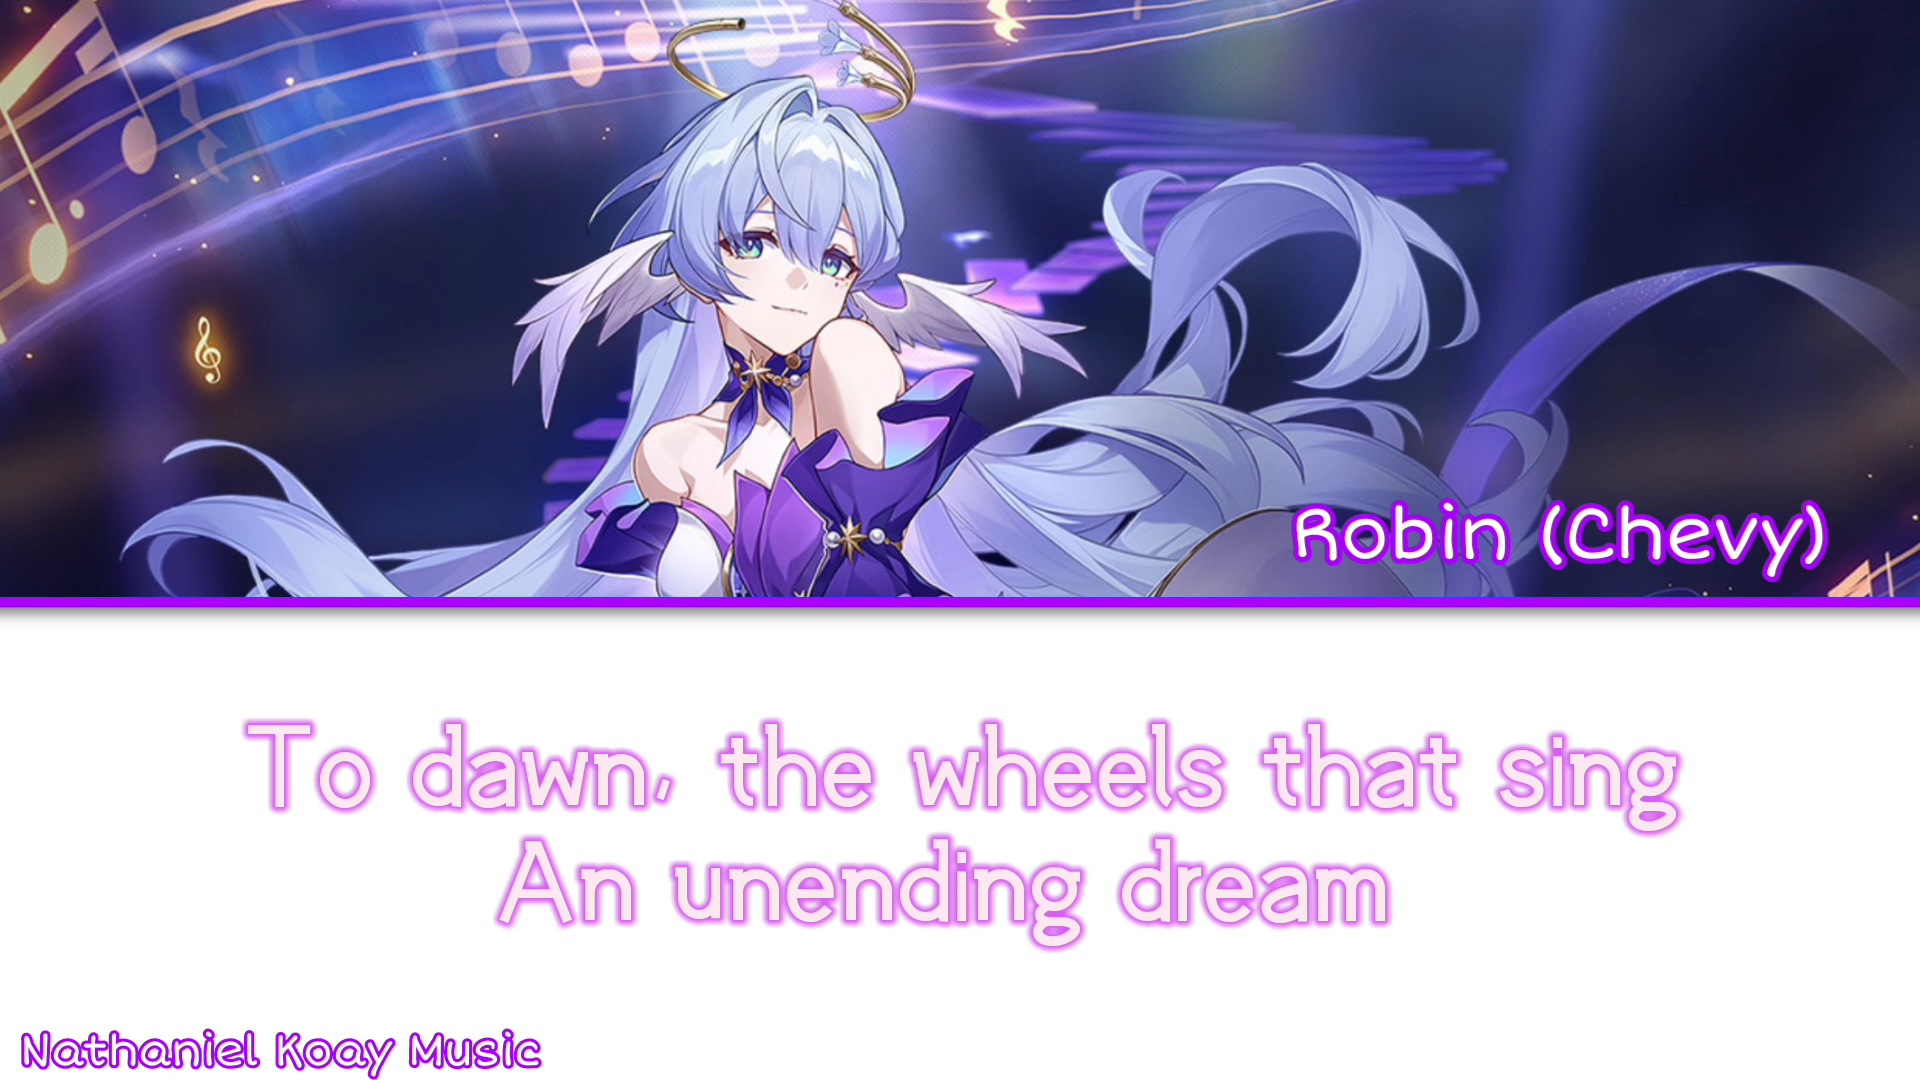 Robin (Chevy)
To dawn, the wheels that sing
An unending dream
Nathaniel Koay Music